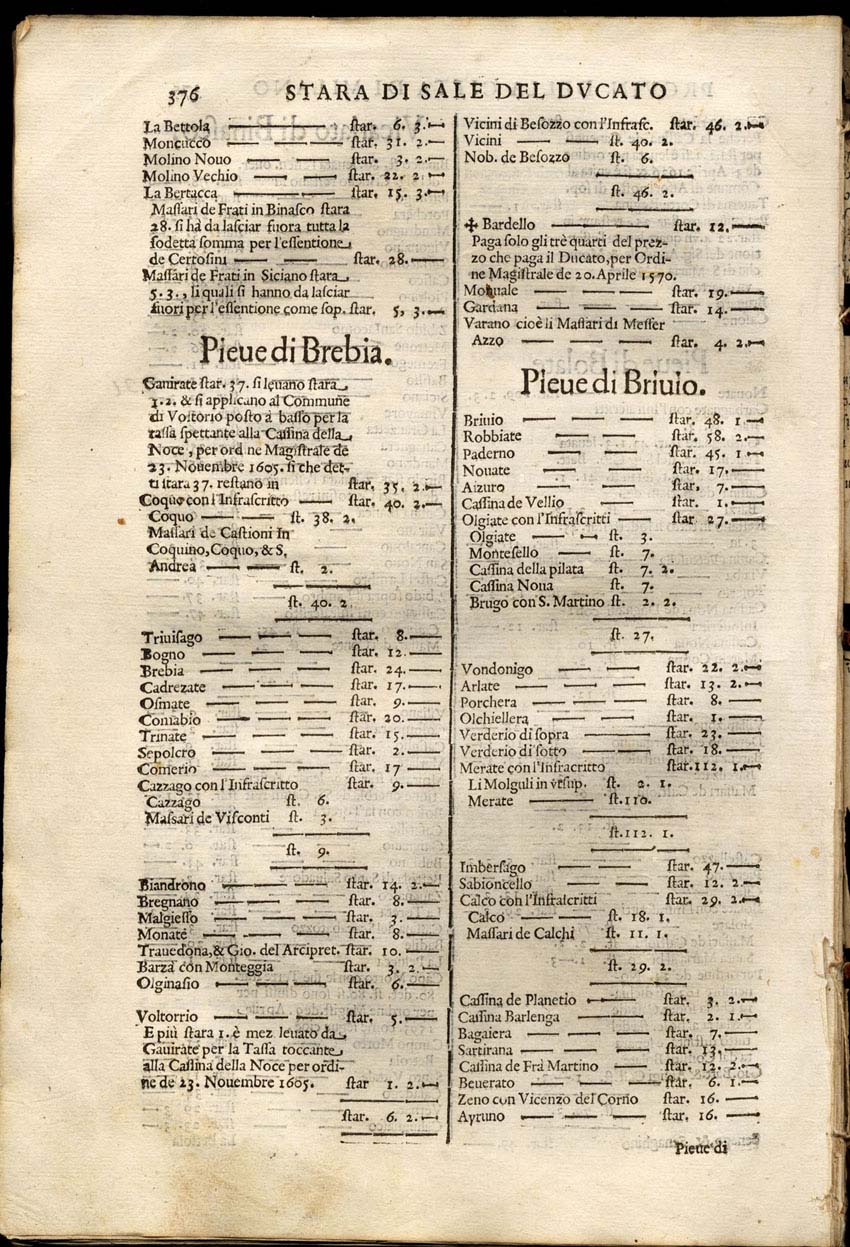 376 STARA DI SALE DEL DVCATO
La Bettola star. 6. 3.
Moncucco star. 31. 2.
Molino Nouo star. 3. 2.
Molino Vechio star. 22. 2.
La Bertacca star. 15. 3.
Massari de Frati in Binasco stara
28. si hà da lasciar fuora tutta la
sodetta somma per l'essentione
de Certosini star. 28.
Massari de Frati in Siciano stara
5. 3., li quali si hanno da lasciar
fuori per l'essentione come sop. star. 5, 3.
Pieue di Brebia.
Gauirate star. 37. si leuano stara
1. 2. & si applicano al Commune
di Voltorio posto à basso per la
tassa spettante alla Cassina della
Noce, per ord ne Magistrale de
23. Nouembre 1605. si che det-
ti stara 37. restano in star. 35. 2.
Coquo con l'Infrascritto star. 40. 2.
Coquo st. 38. 2.
Massari de Castioni In
Coquino, Coquo, & S.
Andrea st. 2.
st. 40. 2
Triuisago star. 8.
Bogno star. 12.
Brebia star. 24.
Cadrezate star. 17.
Osmate star. 9.
Comabio star. 20.
Trinate star. 15.
Sepolcro star. 2.
Comerio star. 17
Cazzago con l'Infrascritto star. 9.
Cazzago st. 6.
Massari de Visconti st. 3.
st. 9.
Biandrono star. 14. 2.
Bregnano star. 8.
Malgiesso star. 3.
Monate star. 8.
Trauedona, & Gio. del Arcipret. star. 10.
Barza con Monteggia star. 3. 2.
Olginasio star. 6.
Voltorrio star. 5.
E più stara 1. è mez leuato da
Gauirate per la Tassa toccante
alla Cassina della Noce per ordi-
ne de 23. Nouembre 1605. star 1. 2.
star. 6. 2.
Vicini di Besozzo con l'Infrasc. star. 46. 2.
Vicini st. 40. 2.
Nob. de Besozzo st. 6.
st. 46. 2.
✠ Bardello star. 12.
Paga solo gli trè quarti del prez-
zo che paga il Ducato, per Ordi-
ne Magistrale de 20. Aprile 1570.
Moluale star. 19.
Gardana star. 14.
Varano cioè li Massari di Messer
Azzo star. 4. 2.
Pieue di Briuio.
Briuio star. 48. 1.
Robbiate star. 58. 2.
Paderno star. 45. 1
Nouate star. 17.
Aizuro star. 7.
Cassina de Vellio star. 1.
Olgiate con l'Infrascritti star 27.
Olgiate st. 3.
Montesello st. 7.
Cassina della pilata st. 7. 2.
Cassina Noua st. 7.
Brugo con S. Martino st. 2. 2.
st. 27.
Vondonigo star. 22. 2.
Arlate star. 13. 2.
Porchera star. 8.
Olchiellera star. 1.
Verderio di sopra star. 23.
Verderio di sotto star. 18.
Merate con l'Infracritto star. 112. 1.
Li Molguli in vtsup. st. 2. 1.
Merate st. 110.
st. 112. 1.
Imbersago star. 47.
Sabioncello star. 12. 2.
Calco con l'Infrascritti star. 29. 2.
Calco st. 18. 1.
Massari de Calchi st. 11. 1.
st. 29. 2.
Cassina de Planetio star. 3. 2.
Cassina Barlenga star. 2. 1.
Bagaiera star. 7.
Sartirana star. 13.
Cassina de Frà Martino star. 12. 2.
Beuerato star. 6. 1.
Zeno con Vicenzo del Corno star. 16.
Ayruno star. 16.
Pieue di